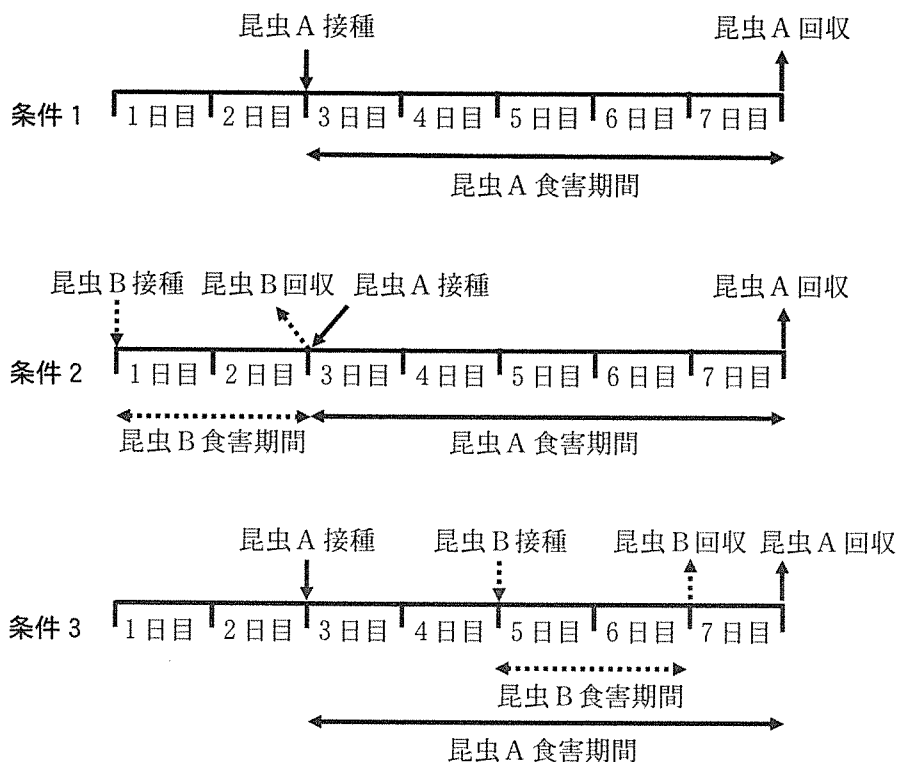 昆虫A 接種 昆虫A 回収
条件1 1日目 2日目 3日目 4日目 5日目 6日目 7日目
昆虫A 食害期間
昆虫B 接種 昆虫B 回収 昆虫A 接種 昆虫A 回収
条件2 1日目 2日目 3日目 4日目 5日目 6日目 7日目
昆虫B 食害期間 昆虫A 食害期間
昆虫A 接種 昆虫B 接種 昆虫B 回収 昆虫A 回収
条件3 1日目 2日目 3日目 4日目 5日目 6日目 7日目
昆虫B 食害期間
昆虫A 食害期間